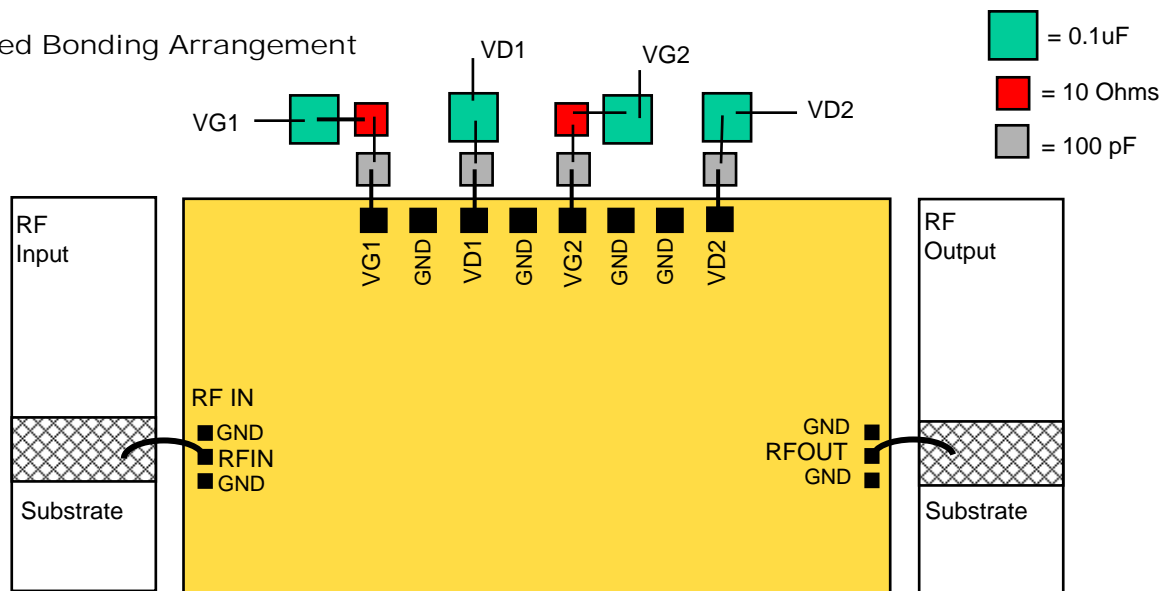 ed Bonding Arrangement
VD1
VG2
VG1
VD2
= 0.1uF
= 10 Ohms
= 100 pF
RF
Input
VG1
GND
VD1
GND
VG2
GND
GND
VD2
RF
Output
RF IN
GND
RFIN
GND
GND
RFOUT
GND
Substrate
Substrate